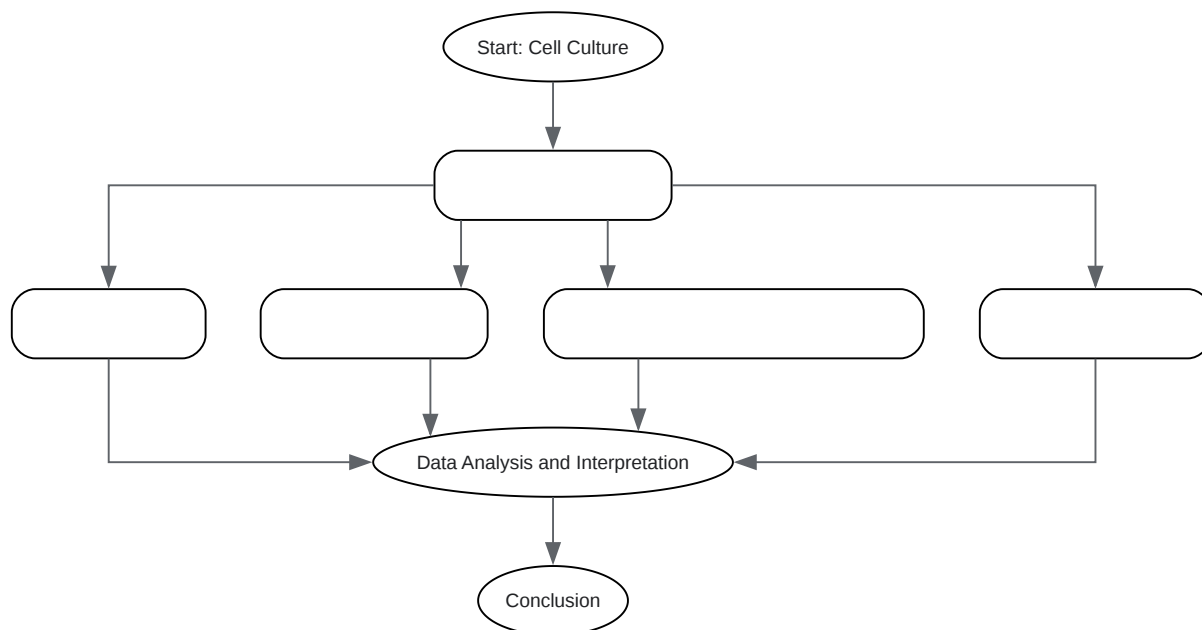 Start: Cell Culture
Data Analysis and Interpretation
Conclusion